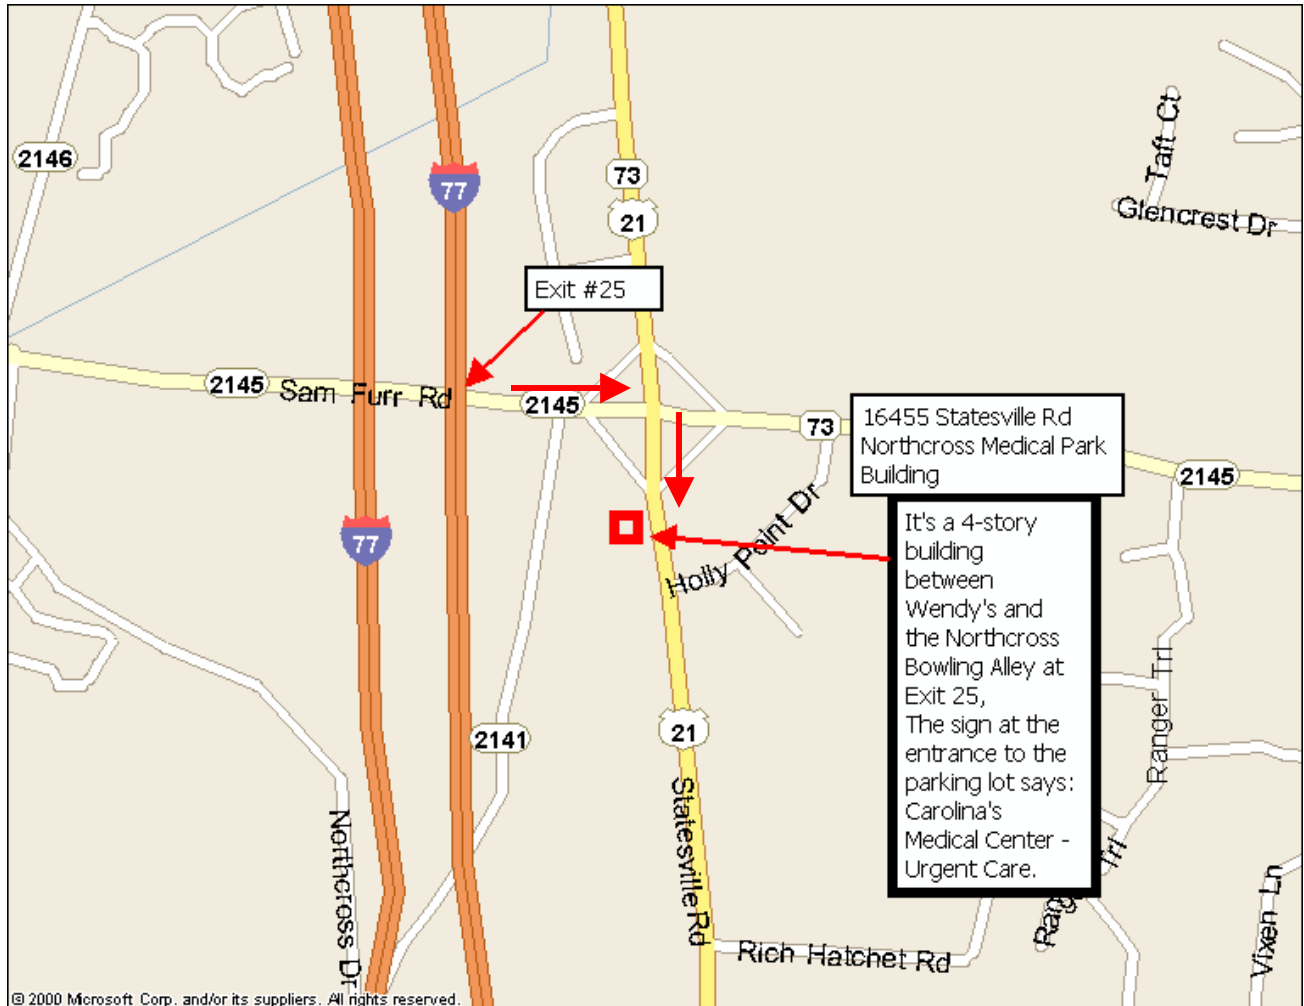 2146
77
73
21
Taft Ct
Glencrest Dr
Exit #25
2145
Sam Furr Rd
2145
73
16455 Statesville Rd
Northcross Medical Park
Building
2145
It's a 4-story
building
between
Wendy's and
the Northcross
Bowling Alley at
Exit 25,
The sign at the
entrance to the
parking lot says:
Carolina's
Medical Center -
Urgent Care.
77
Holly Point Dr
21
2141
Ranger Trl
Statesville Rd
Northcross Dr
Ranger Trl
Vixen Ln
Rich Hatchet Rd
© 2000 Microsoft Corp. and/or its suppliers. All rights reserved.